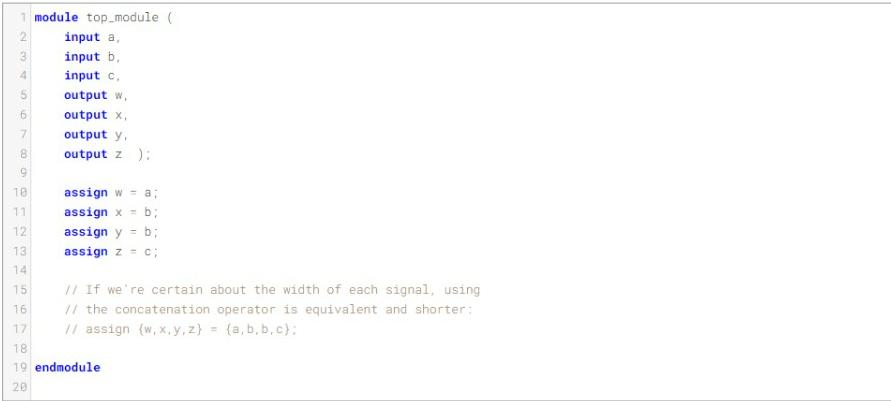 1 module top_module (
2     input a,
3     input b,
4     input c,
5     output w,
6     output x,
7     output y,
8     output z  );
9
10     assign w = a;
11     assign x = b;
12     assign y = b;
13     assign z = c;
14
15     // If we're certain about the width of each signal, using
16     // the concatenation operator is equivalent and shorter:
17     // assign {w,x,y,z} = {a,b,b,c};
18
19 endmodule
20